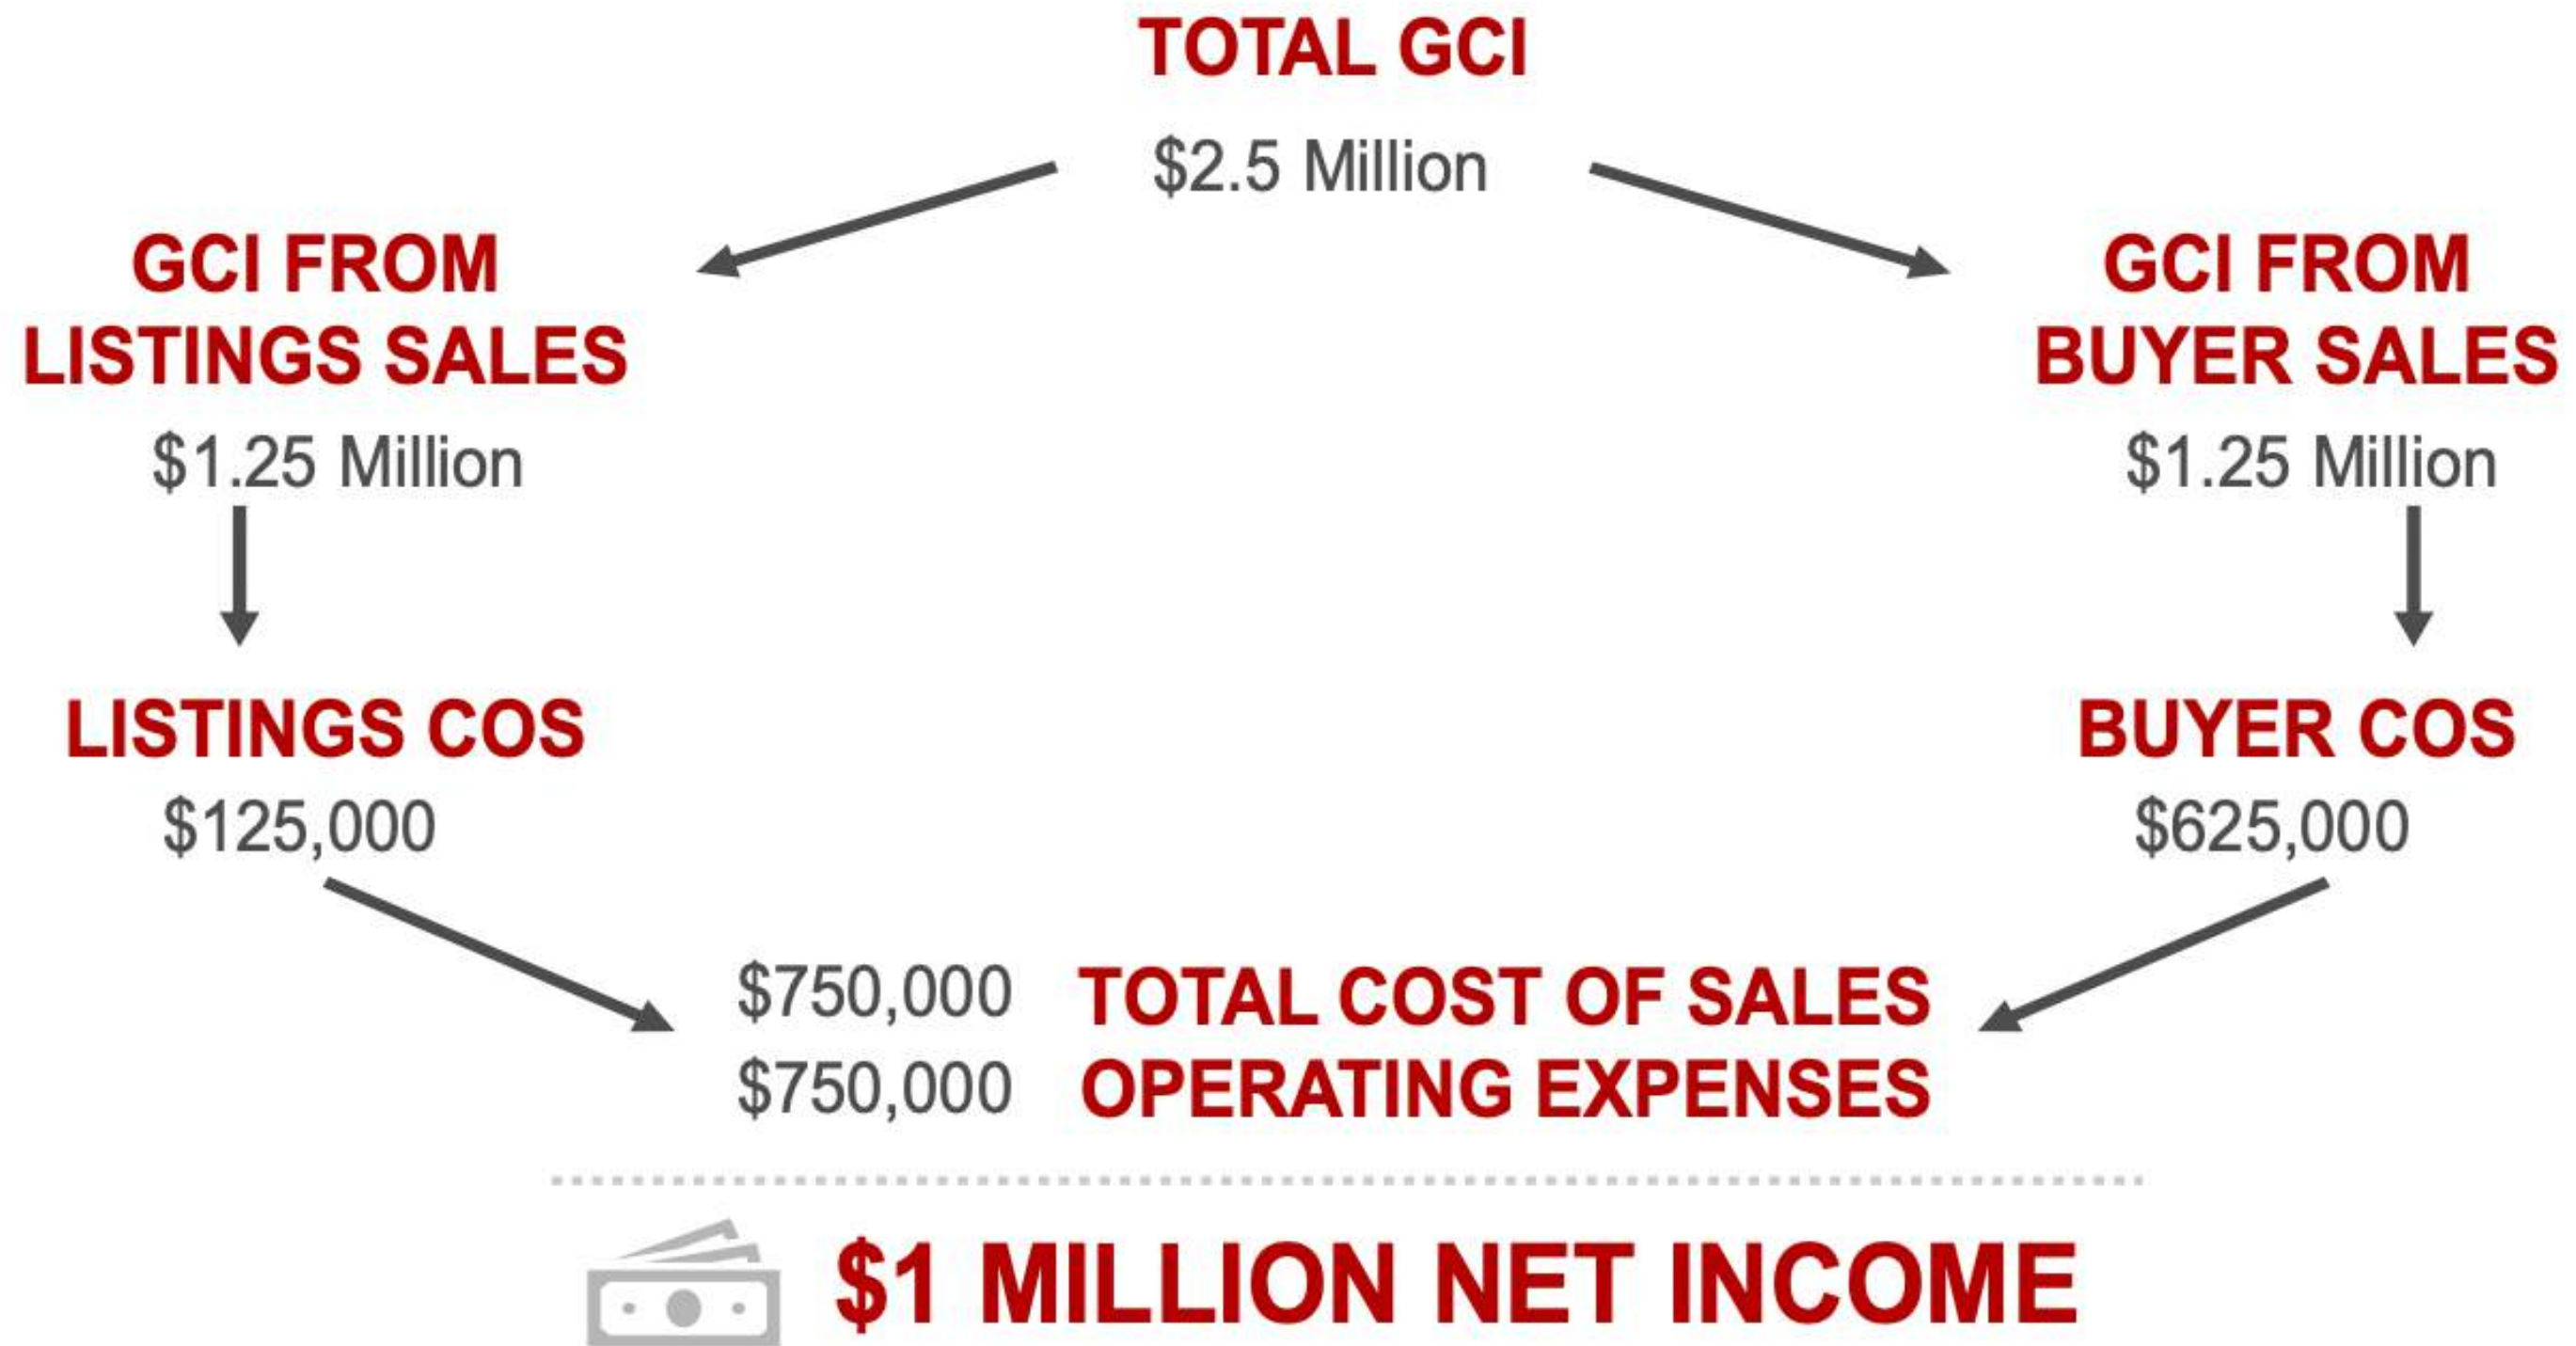 TOTAL GCI
$2.5 Million
GCI FROM
LISTINGS SALES
$1.25 Million
GCI FROM
BUYER SALES
$1.25 Million
LISTINGS COS
$125,000
BUYER COS
$625,000
$750,000 TOTAL COST OF SALES
$750,000 OPERATING EXPENSES
$1 MILLION NET INCOME